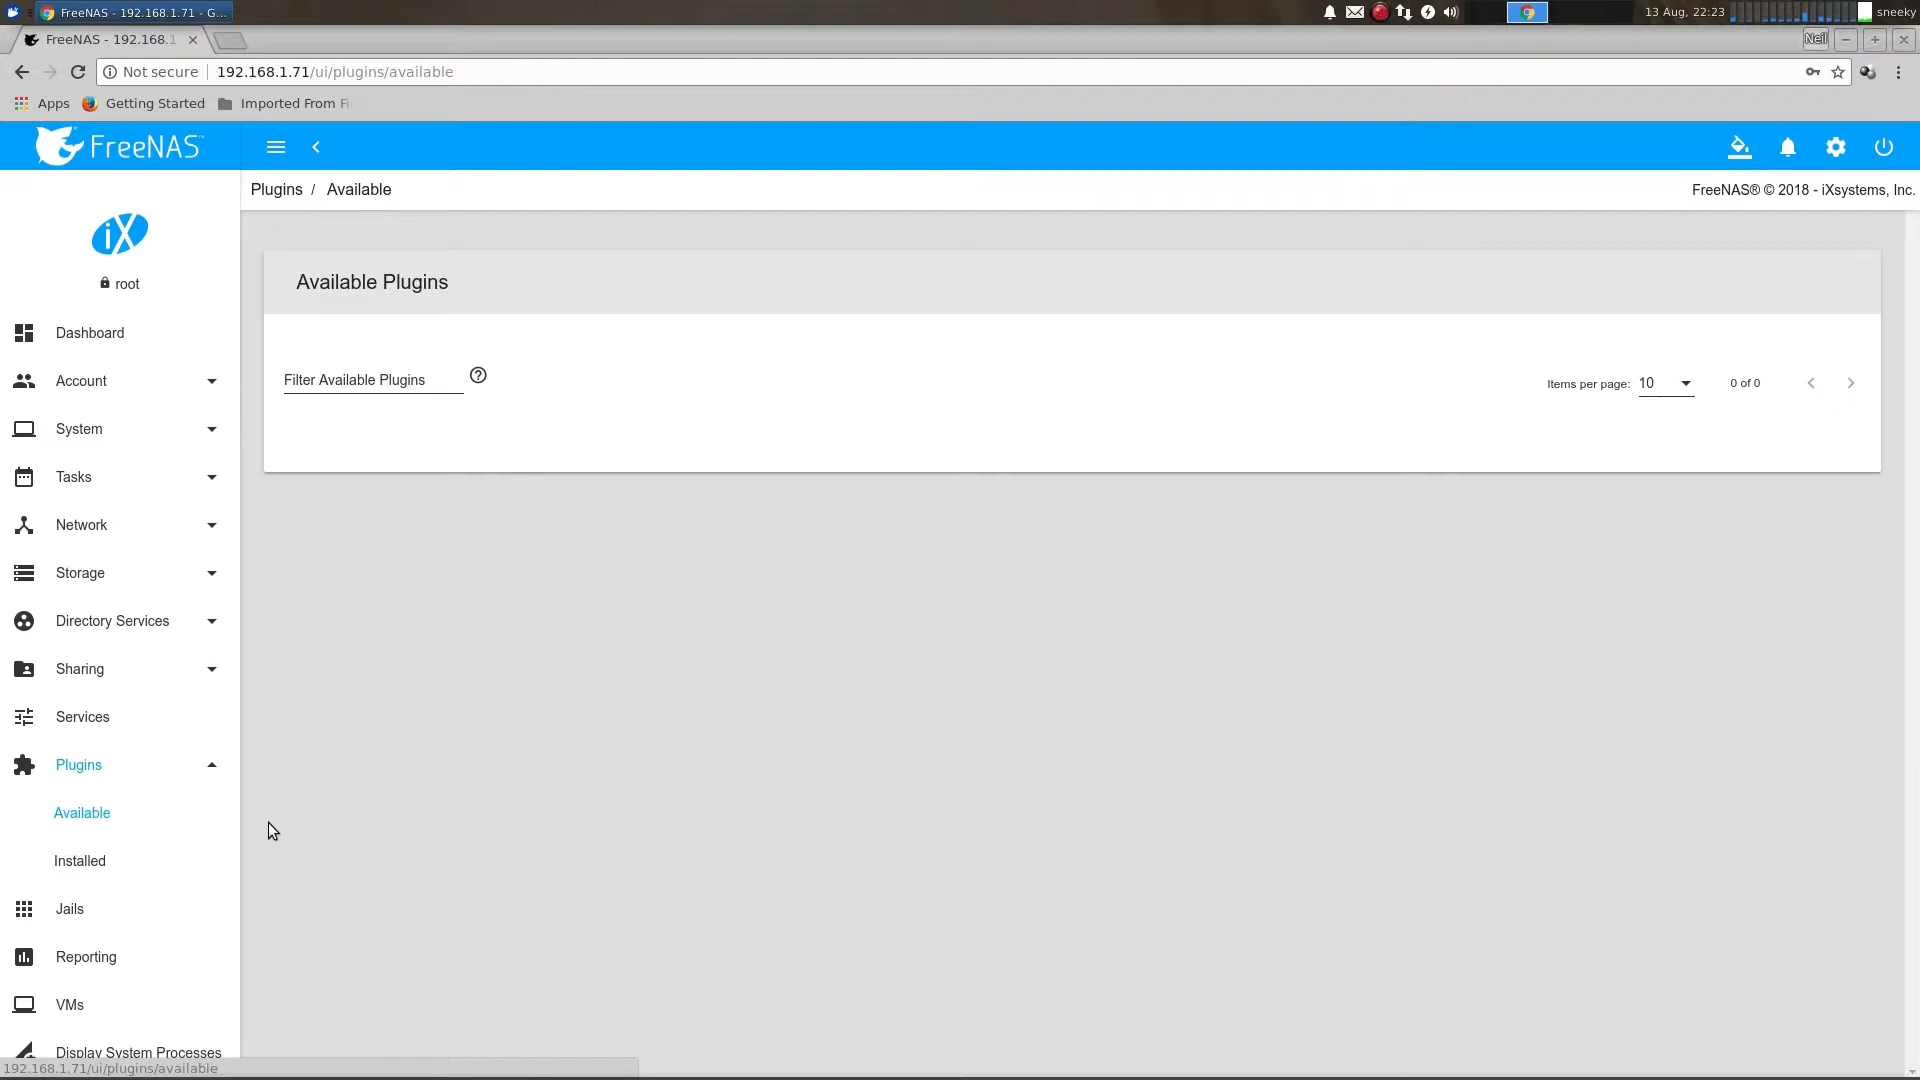 FreeNAS - 192.168.1.71 - G...
13 Aug, 22:23
sneeky
FreeNAS - 192.168.1
Neil
Not secure
192.168.1.71/ui/plugins/available
Apps
Getting Started
Imported From Fi
FreeNAS™
Plugins / Available
FreeNAS® © 2018 - iXsystems, Inc.
iX
root
Dashboard
Account
System
Tasks
Network
Storage
Directory Services
Sharing
Services
Plugins
Available
Installed
Jails
Reporting
VMs
Display System Processes
Available Plugins
Filter Available Plugins
Items per page: 10
0 of 0
192.168.1.71/ui/plugins/available